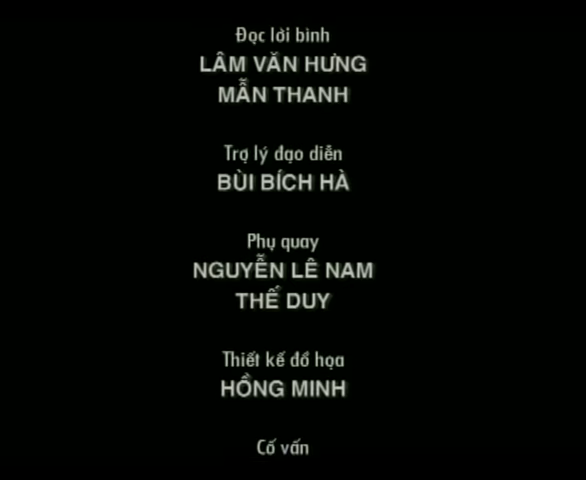 Đọc lời bình
LÂM VĂN HƯNG
MẪN THANH
Trợ lý đạo diễn
BÙI BÍCH HÀ
Phụ quay
NGUYỄN LÊ NAM
THẾ DUY
Thiết kế đồ họa
HỒNG MINH
Cố vấn